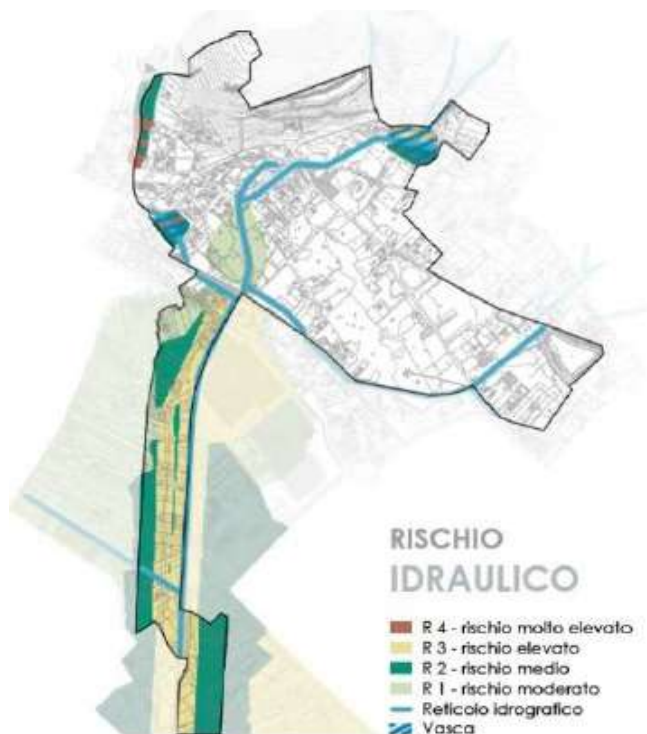 RISCHIO
IDRAULICO
R 4 - rischio molto elevato
R 3 - rischio elevato
R 2 - rischio medio
R 1 - rischio moderato
Reticolo idrografico
Vasca